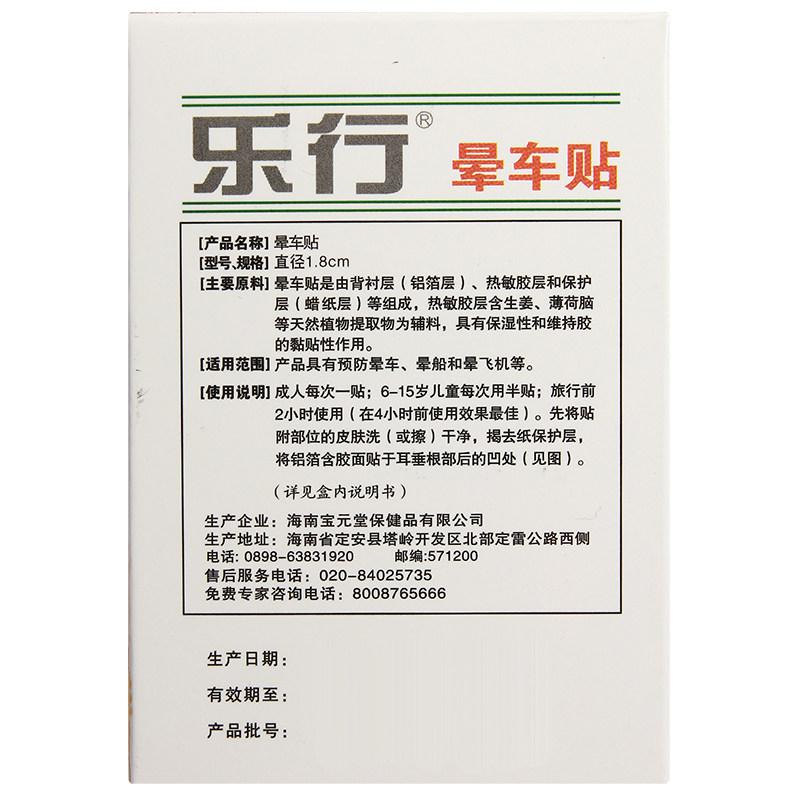 乐行®
晕车贴
[产品名称] 晕车贴
[型号、规格] 直径1.8cm
[主要原料] 晕车贴是由背衬层（铝箔层）、热敏胶层和保护
层（蜡纸层）等组成，热敏胶层含生姜、薄荷脑
等天然植物提取物为辅料，具有保湿性和维持胶
的黏贴性作用。
[适用范围] 产品具有预防晕车、晕船和晕飞机等。
[使用说明] 成人每次一贴；6-15岁儿童每次用半贴；旅行前
2小时使用（在4小时前使用效果最佳）。先将贴
附部位的皮肤洗（或擦）干净，揭去纸保护层，
将铝箔含胶面贴于耳垂根部后的凹处（见图）。
（详见盒内说明书）
生产企业：海南宝元堂保健品有限公司
生产地址：海南省定安县塔岭开发区北部定雷公路西侧
电话: 0898-63831920 邮编:571200
售后服务电话：020-84025735
免费专家咨询电话：8008765666
生产日期：
有效期至：
产品批号：